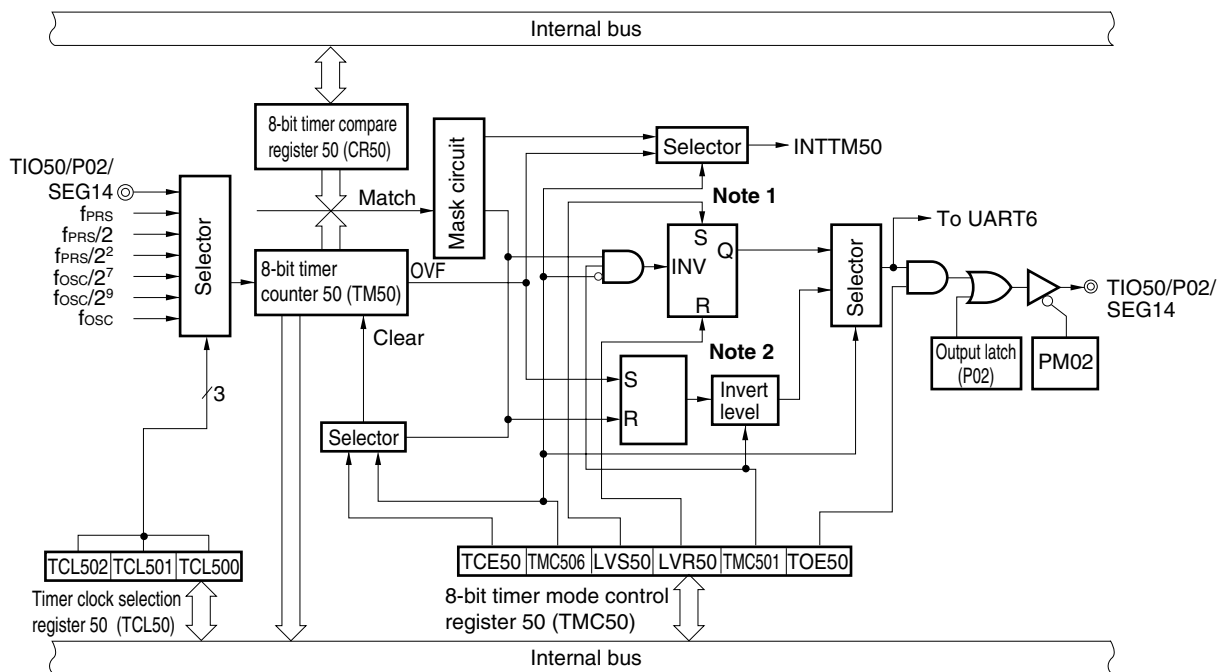 Internal bus
8-bit timer compare
register 50 (CR50)
Mask circuit
Selector
INTTM50
TIO50/P02/
SEG14
fPRS
fPRS/2
fPRS/2²
fOSC/2⁷
fOSC/2⁹
fOSC
Selector
Match
Note 1
S
Q
INV
R
Selector
To UART6
8-bit timer
counter 50 (TM50)
OVF
TIO50/P02/
SEG14
Clear
Note 2
Output latch
(P02)
PM02
S
R
Invert
level
3
Selector
TCE50
TMC506
LVS50
LVR50
TMC501
TOE50
TCL502
TCL501
TCL500
Timer clock selection
register 50 (TCL50)
8-bit timer mode control
register 50 (TMC50)
Internal bus